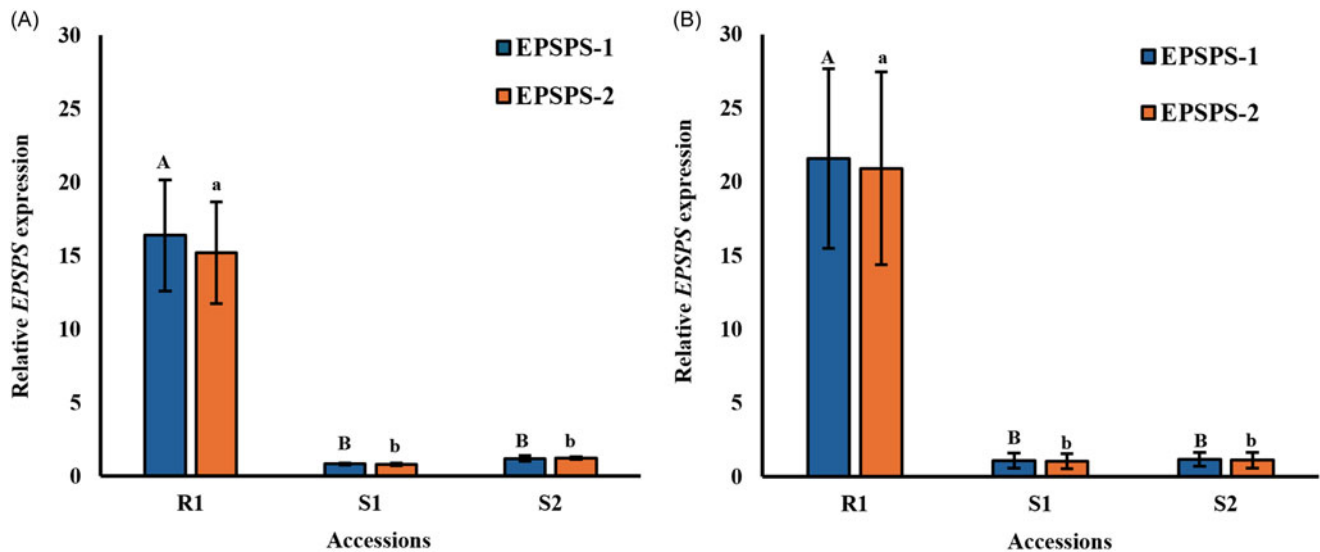 (A)
Relative EPSPS expression
30
25
20
15
10
5
0
EPSPS-1
EPSPS-2
A
a
B
b
B
b
R1
S1
S2
Accessions
(B)
Relative EPSPS expression
30
25
20
15
10
5
0
EPSPS-1
EPSPS-2
A
a
B
b
B
b
R1
S1
S2
Accessions